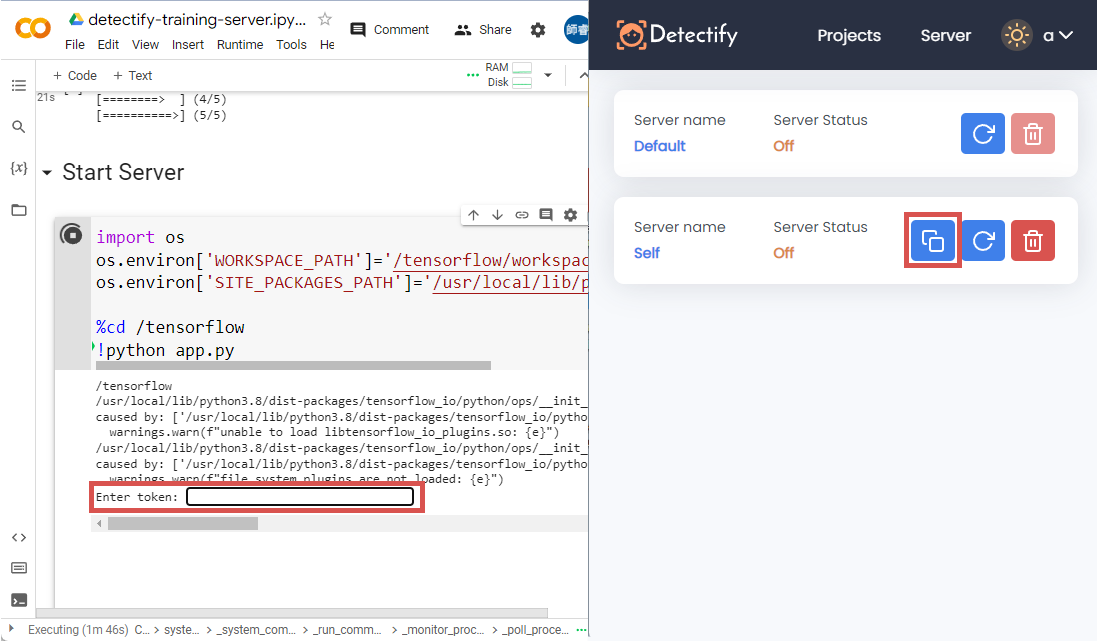 detectify-training-server.ipy...
File Edit View Insert Runtime Tools He
Comment
Share
師睿
+ Code + Text
RAM
Disk
21s
[========> ] (4/5)
[==========>] (5/5)
{x}
Start Server
import os
os.environ['WORKSPACE_PATH']='/tensorflow/workspac
os.environ['SITE_PACKAGES_PATH']='/usr/local/lib/p
%cd /tensorflow
!python app.py
/tensorflow
/usr/local/lib/python3.8/dist-packages/tensorflow_io/python/ops/__init_
caused by: ['/usr/local/lib/python3.8/dist-packages/tensorflow_io/pytho
warnings.warn(f"unable to load libtensorflow_io_plugins.so: {e}")
/usr/local/lib/python3.8/dist-packages/tensorflow_io/python/ops/__init_
caused by: ['/usr/local/lib/python3.8/dist-packages/tensorflow_io/pytho
warnings.warn(f"file system plugins are not loaded: {e}")
Enter token:
Executing (1m 46s) C... > syste... > _system_com... > _run_comm... > _monitor_proc... > _poll_proce... ...
Detectify
Projects
Server
a
Server name Server Status
Default Off
Server name Server Status
Self Off